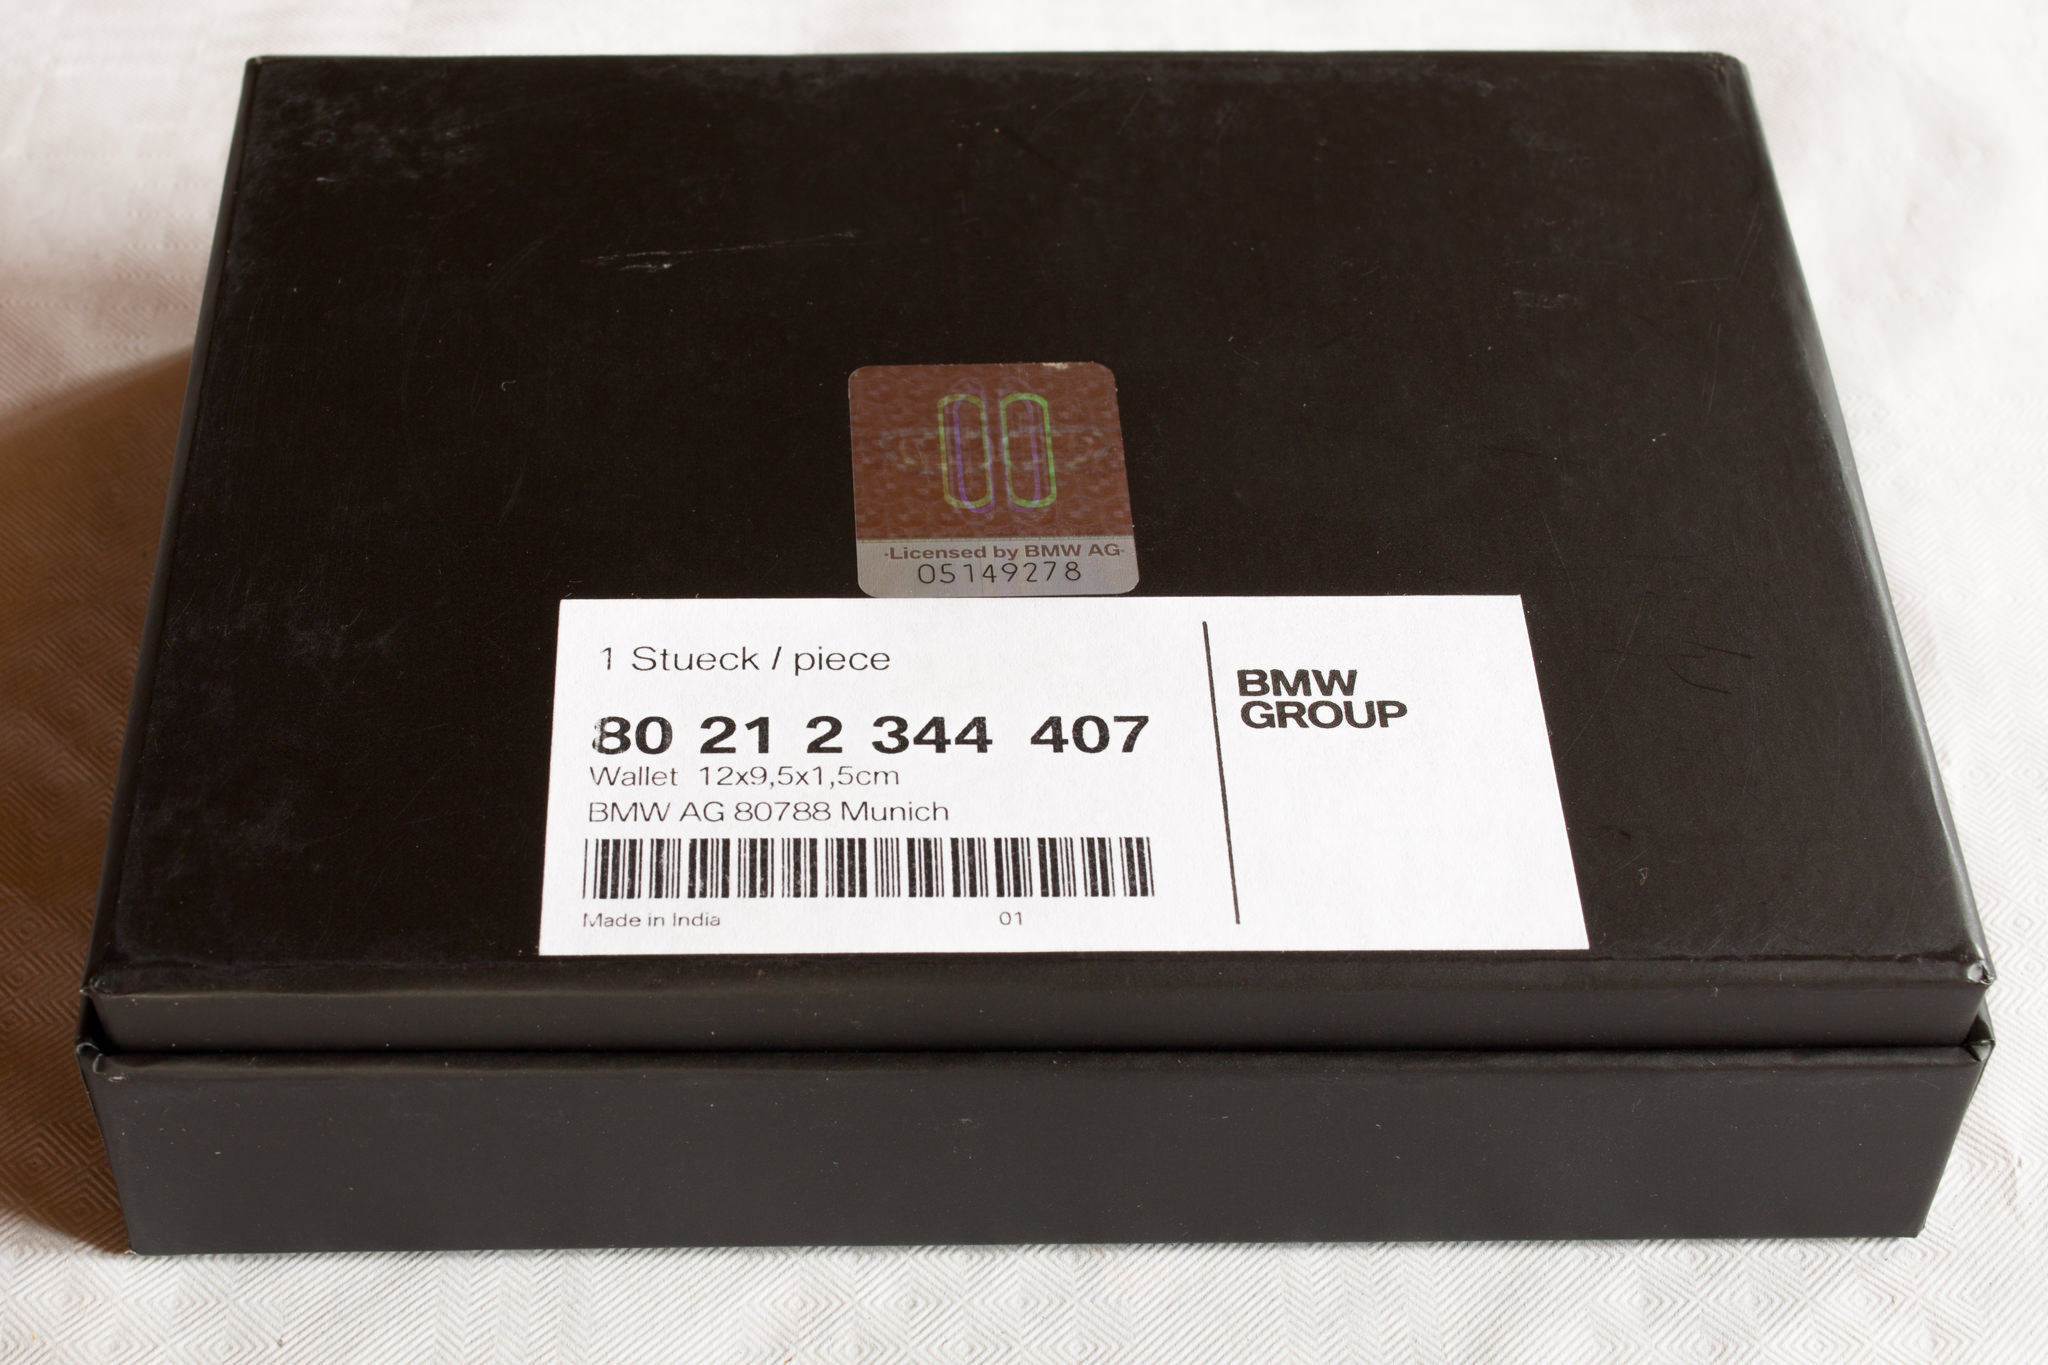 ·Licensed by BMW AG·
05149278
1 Stueck / piece
80 21 2 344 407
Wallet 12x9,5x1,5cm
BMW AG 80788 Munich
Made in India 01
BMW
GROUP